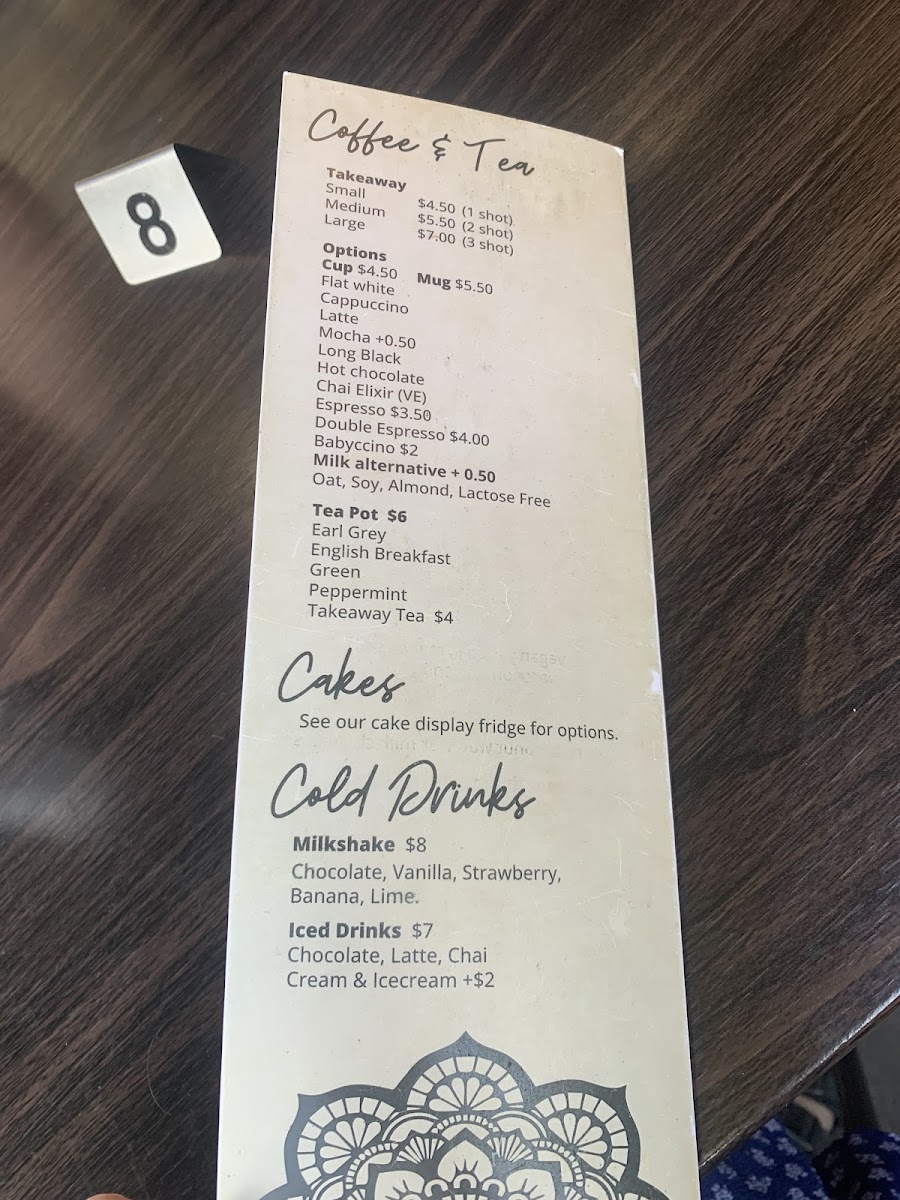 8
Coffee & Tea
Takeaway
Small $4.50 (1 shot)
Medium $5.50 (2 shot)
Large $7.00 (3 shot)
Options
Cup $4.50 Mug $5.50
Flat white
Cappuccino
Latte
Mocha +0.50
Long Black
Hot chocolate
Chai Elixir (VE)
Espresso $3.50
Double Espresso $4.00
Babyccino $2
Milk alternative + 0.50
Oat, Soy, Almond, Lactose Free
Tea Pot $6
Earl Grey
English Breakfast
Green
Peppermint
Takeaway Tea $4
Cakes
See our cake display fridge for options.
Cold Drinks
Milkshake $8
Chocolate, Vanilla, Strawberry,
Banana, Lime.
Iced Drinks $7
Chocolate, Latte, Chai
Cream & Icecream +$2